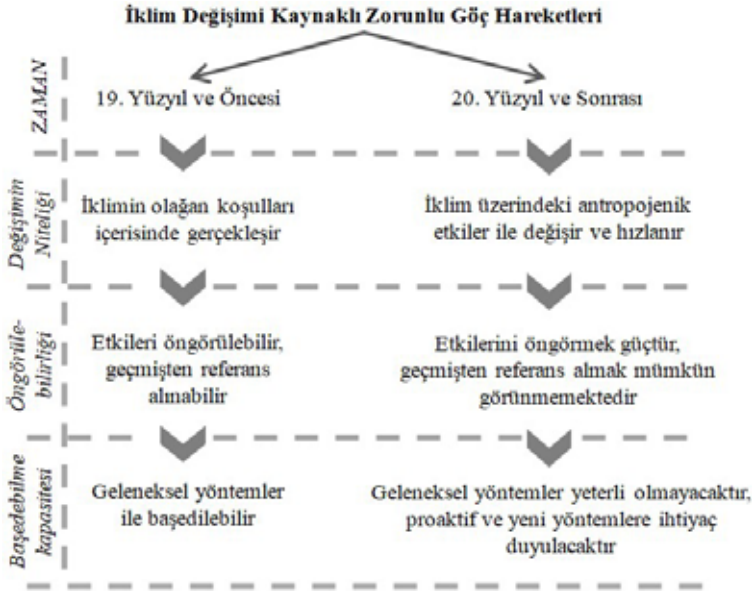 İklim Değişimi Kaynaklı Zorunlu Göç Hareketleri
ZAMAN
19. Yüzyıl ve Öncesi
20. Yüzyıl ve Sonrası
Değişimin
Niteliği
İklimin olağan koşulları
içerisinde gerçekleşir
İklim üzerindeki antropojenik
etkiler ile değişir ve hızlanır
Öngörüle-
bilirliği
Etkileri öngörülebilir,
geçmişten referans
alınabilir
Etkilerini öngörmek güçtür,
geçmişten referans almak mümkün
görünmemektedir
Başedebilme
kapasitesi
Geleneksel yöntemler
ile başedilebilir
Geleneksel yöntemler yeterli olmayacaktır,
proaktif ve yeni yöntemlere ihtiyaç
duyulacaktır